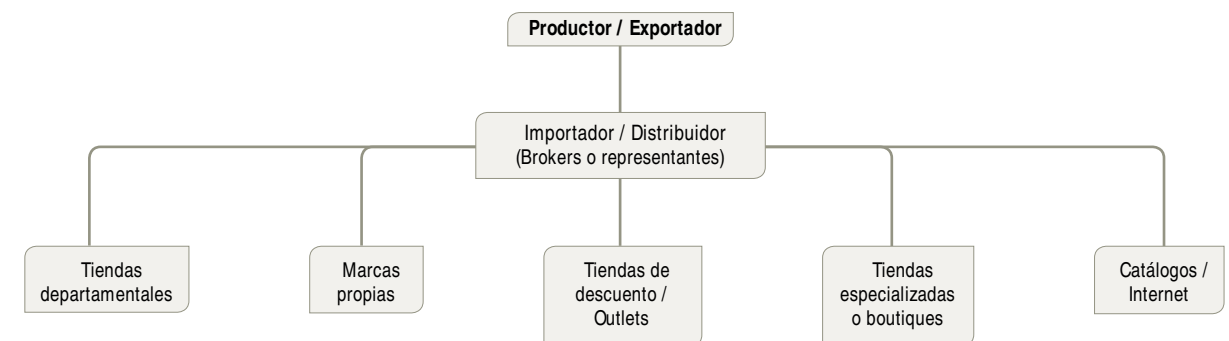 Productor / Exportador
Importador / Distribuidor
(Brokers o representantes)
Tiendas
departamentales
Marcas
propias
Tiendas de
descuento /
Outlets
Tiendas
especializadas
o boutiques
Catálogos /
Internet